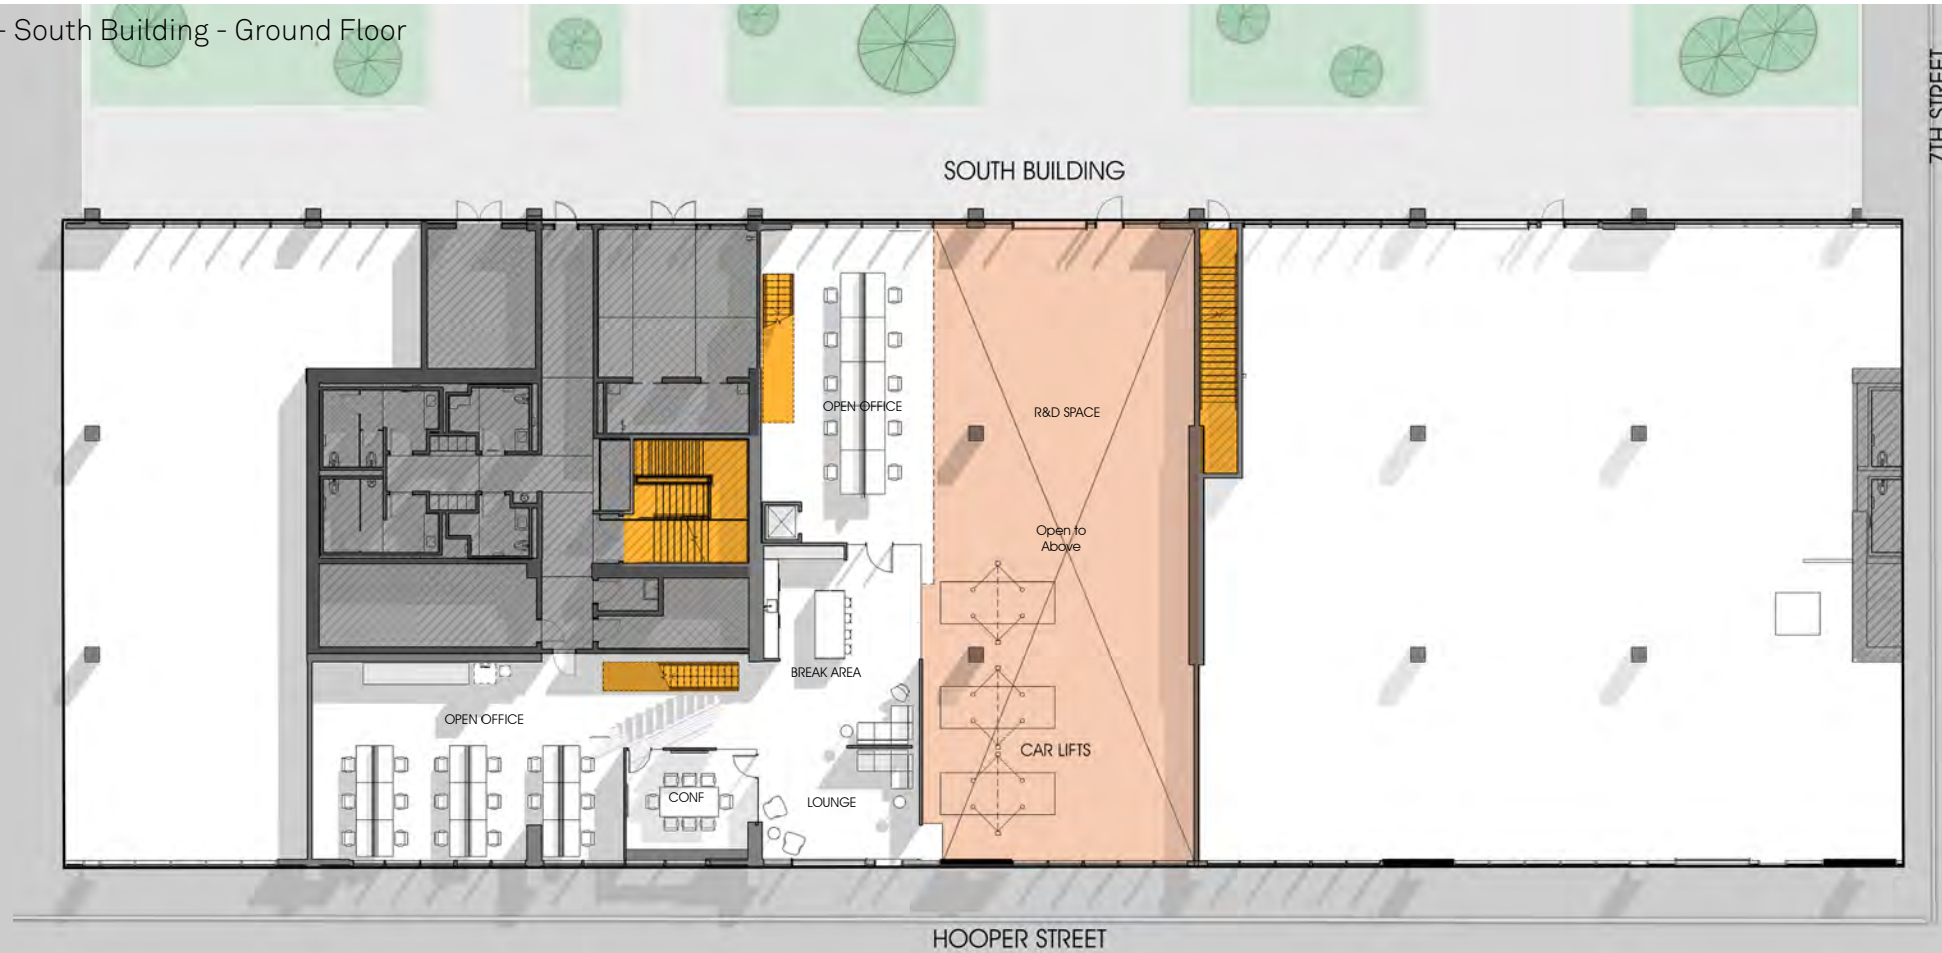 - South Building - Ground Floor
7TH STREET
SOUTH BUILDING
OPEN OFFICE
R&D SPACE
Open to
Above
BREAK AREA
OPEN OFFICE
CAR LIFTS
CONF
LOUNGE
HOOPER STREET